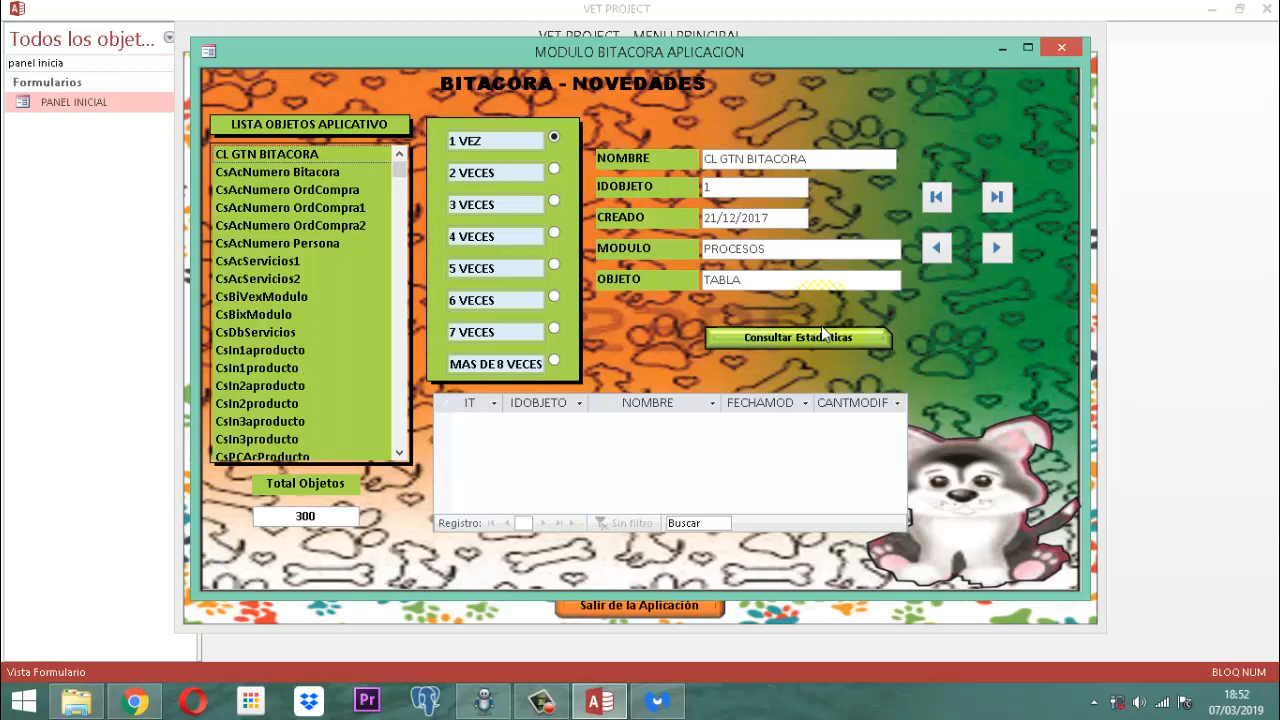 VET PROJECT
Todos los objet...
panel inicia
Formularios
PANEL INICIAL
VET PROJECT - MENU PRINCIPAL
MODULO BITACORA APLICACION
BITACORA - NOVEDADES
LISTA OBJETOS APLICATIVO
CL GTN BITACORA
CsAcNumero Bitacora
CsAcNumero OrdCompra
CsAcNumero OrdCompra1
CsAcNumero OrdCompra2
CsAcNumero Persona
CsAcServicios1
CsAcServicios2
CsBiVexModulo
CsBixModulo
CsDbServicios
CsIn1aproducto
CsIn1producto
CsIn2aproducto
CsIn2producto
CsIn3aproducto
CsIn3producto
CsPCAcProducto
Total Objetos
300
1 VEZ
2 VECES
3 VECES
4 VECES
5 VECES
6 VECES
7 VECES
MAS DE 8 VECES
NOMBRE CL GTN BITACORA
IDOBJETO 1
CREADO 21/12/2017
MODULO PROCESOS
OBJETO TABLA
Consultar Estadisticas
IT IDOBJETO NOMBRE FECHAMOD CANTMODIF
Registro: Sin filtro Buscar
Salir de la Aplicación
Vista Formulario BLOQ NUM
Pr
18:52
07/03/2019